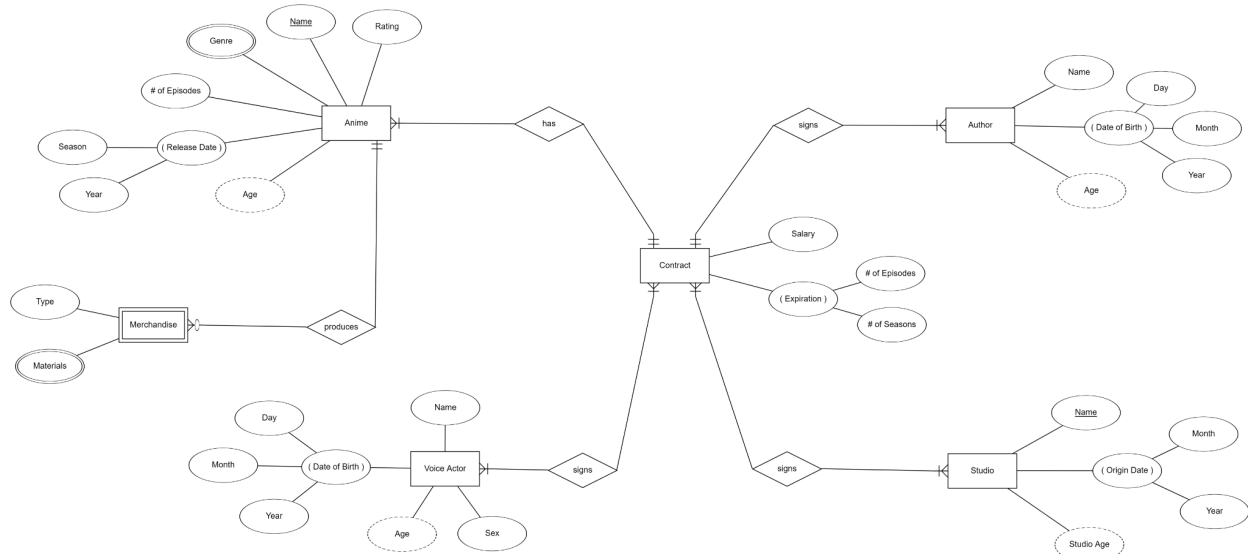 Name
Rating
Genre
# of Episodes
Anime
Season
( Release Date )
Year
Age
has
signs
Name
Day
Author
( Date of Birth )
Month
Year
Age
Salary
Contract
# of Episodes
( Expiration )
# of Seasons
Type
Merchandise
produces
Materials
Name
Day
Month
( Date of Birth )
Voice Actor
signs
Year
Age
Sex
signs
Name
Month
Studio
( Origin Date )
Year
Studio Age